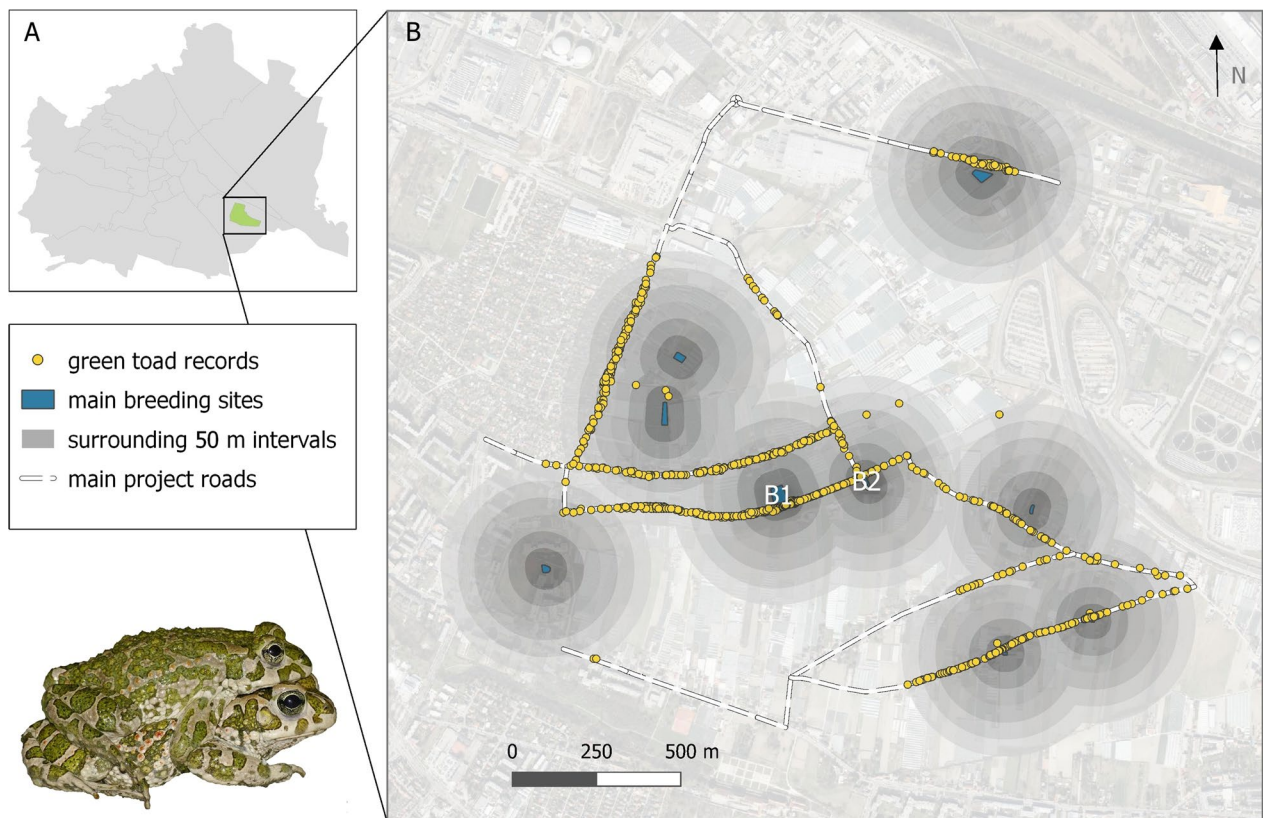 A
B
N
green toad records
main breeding sites
surrounding 50 m intervals
main project roads
B1
B2
0 250 500 m